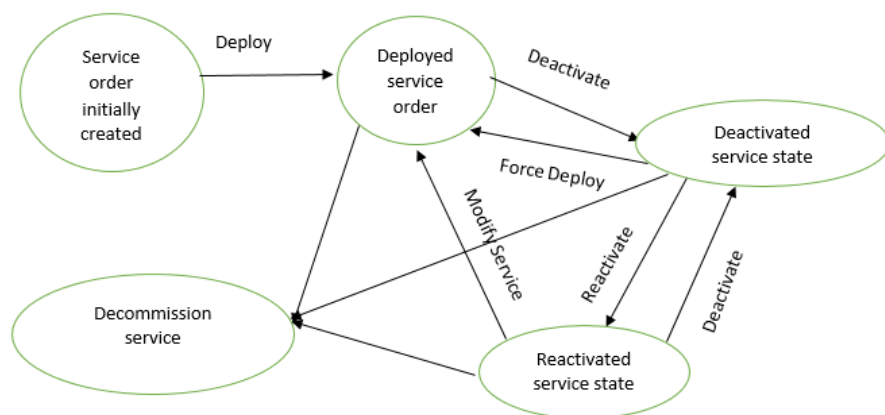 Service
order
initially
created
Deploy
Deployed
service
order
Deactivate
Deactivated
service state
Force Deploy
Modify Service
Reactivate
Deactivate
Decommission
service
Reactivated
service state